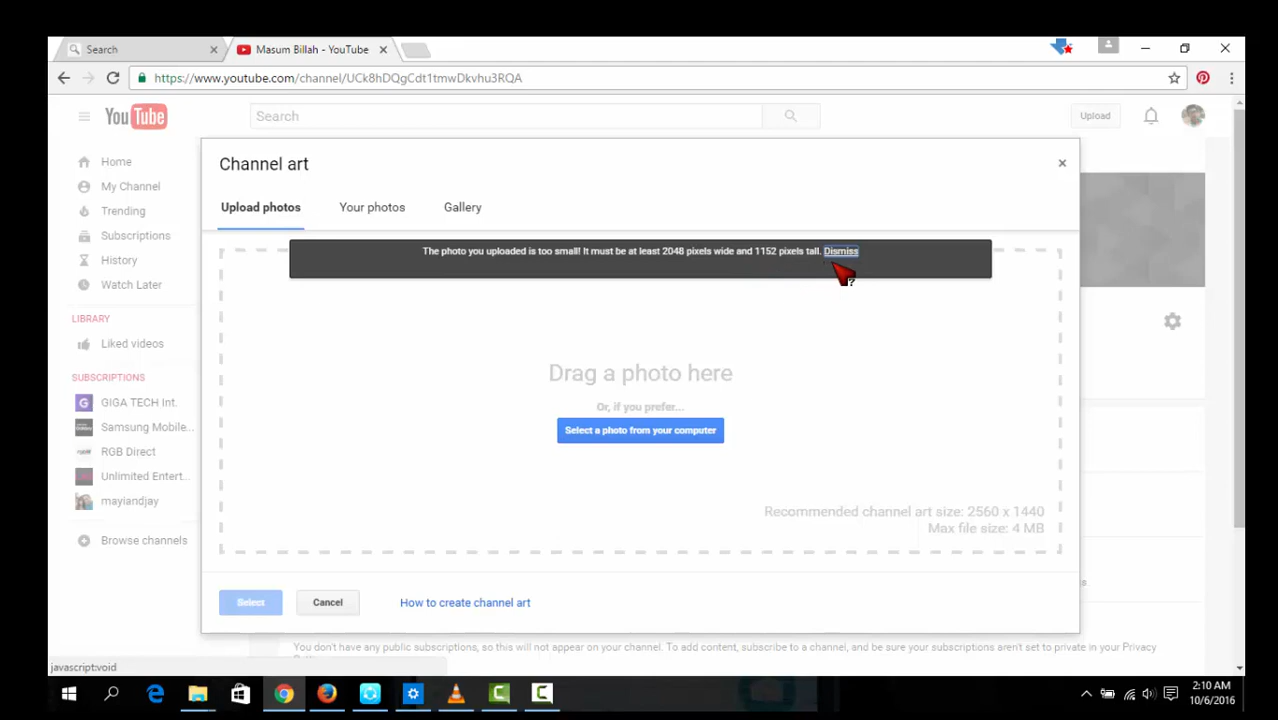 Search
Masum Billah - YouTube
https://www.youtube.com/channel/UCk8hDQgCdt1tmwDkvhu3RQA
YouTube
Search
Upload
Home
My Channel
Trending
Subscriptions
History
Watch Later
LIBRARY
Liked videos
SUBSCRIPTIONS
GIGA TECH Int.
Samsung Mobile...
RGB Direct
Unlimited Entert...
mayiandjay
Browse channels
Channel art
Upload photos
Your photos
Gallery
The photo you uploaded is too small! It must be at least 2048 pixels wide and 1152 pixels tall. Dismiss
Drag a photo here
Or, if you prefer...
Select a photo from your computer
Recommended channel art size: 2560 x 1440
Max file size: 4 MB
Select
Cancel
How to create channel art
You don't have any public subscriptions, so this will not appear on your channel. To add content, subscribe to a channel, and be sure your subscriptions aren't set to private in your Privacy
javascript:void
2:10 AM
10/6/2016